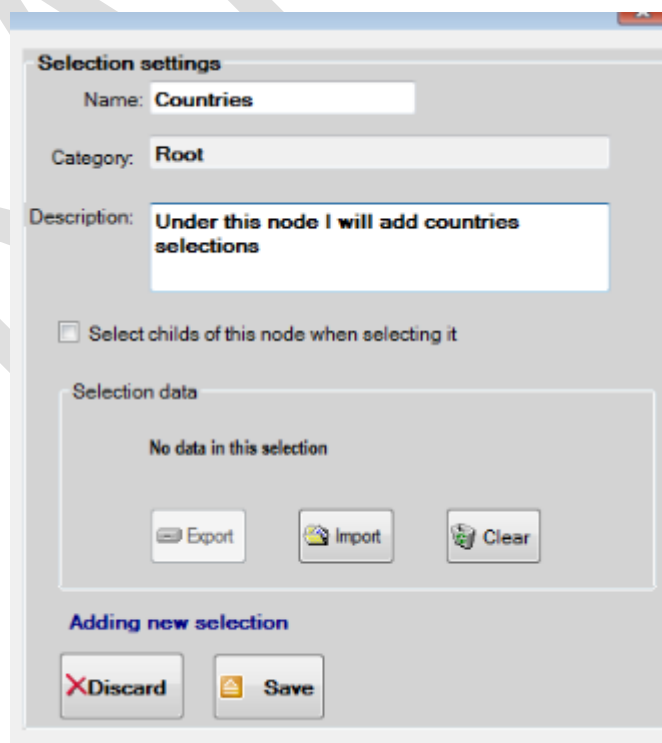 Selection settings
Name: Countries
Category: Root
Description: Under this node I will add countries
selections
Select childs of this node when selecting it
Selection data
No data in this selection
Export Import Clear
Adding new selection
Discard Save